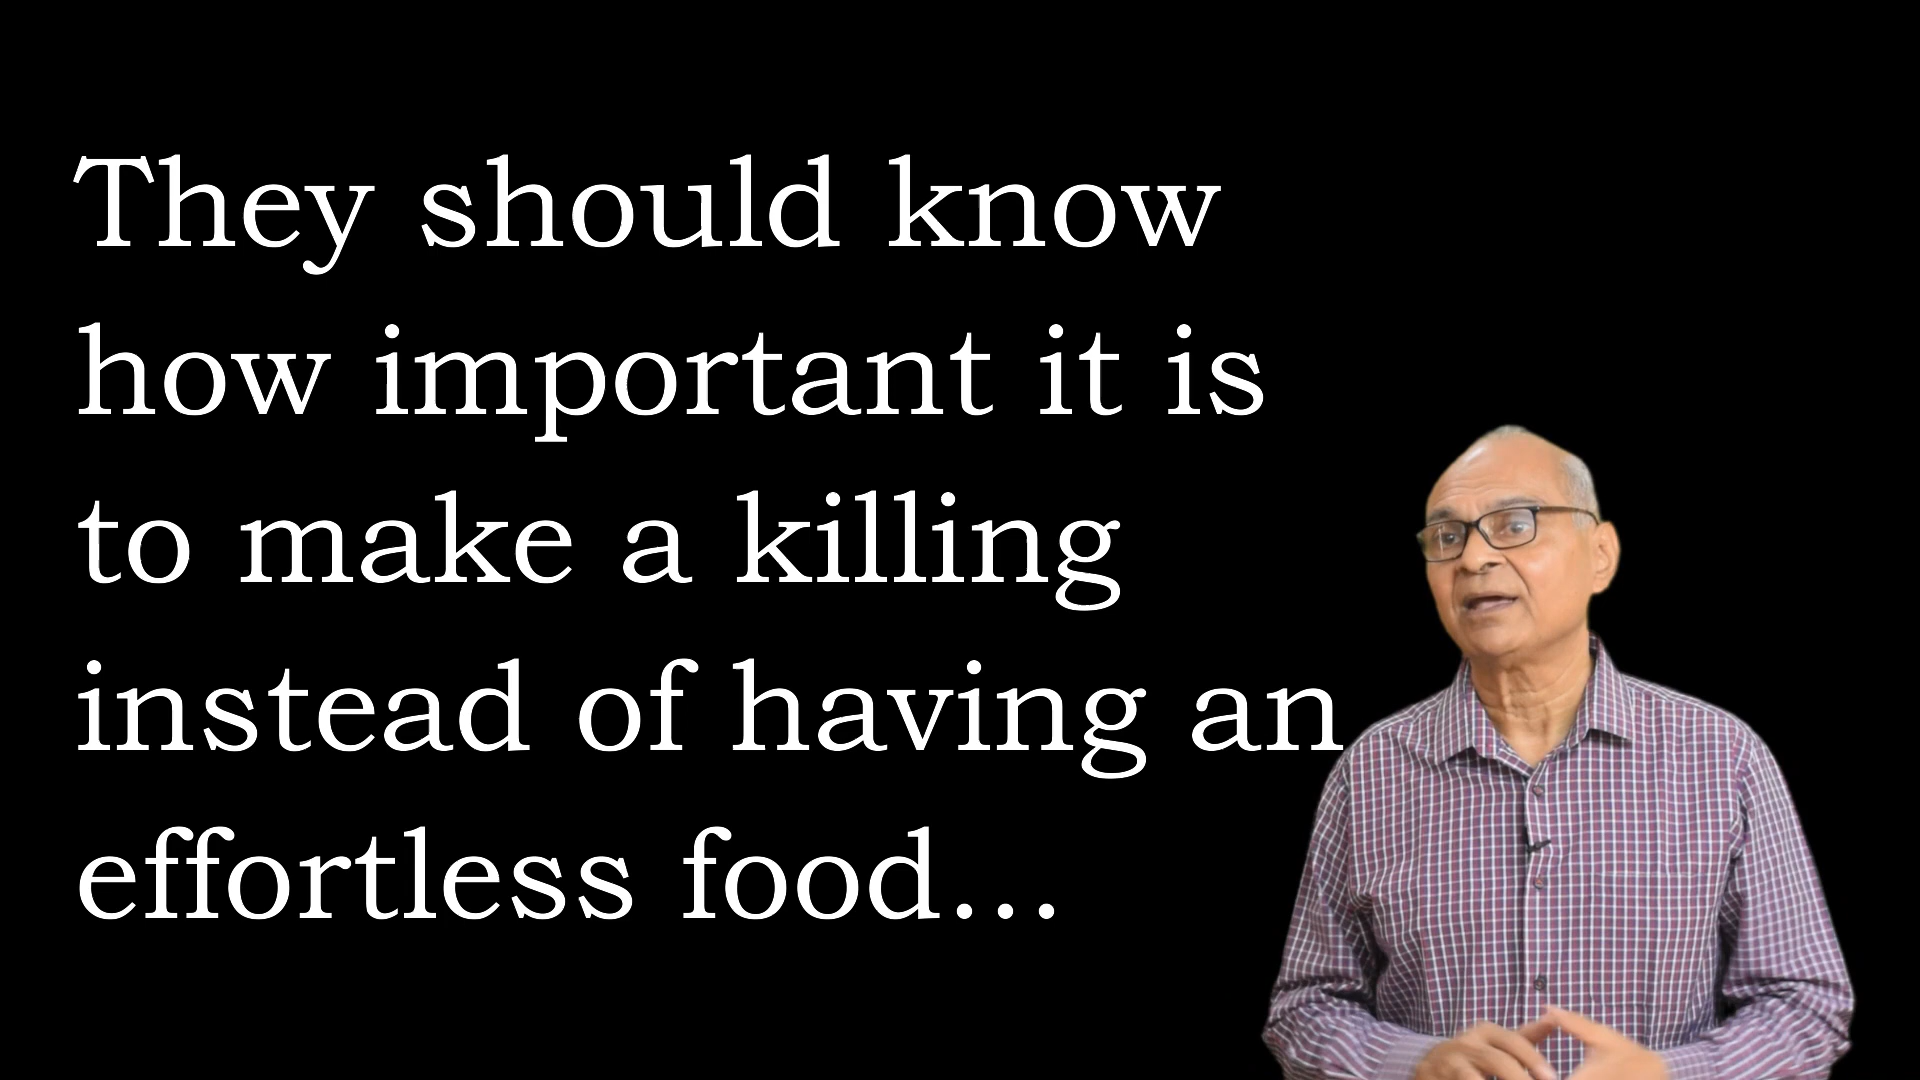 They should know
how important it is
to make a killing
instead of having an
effortless food...